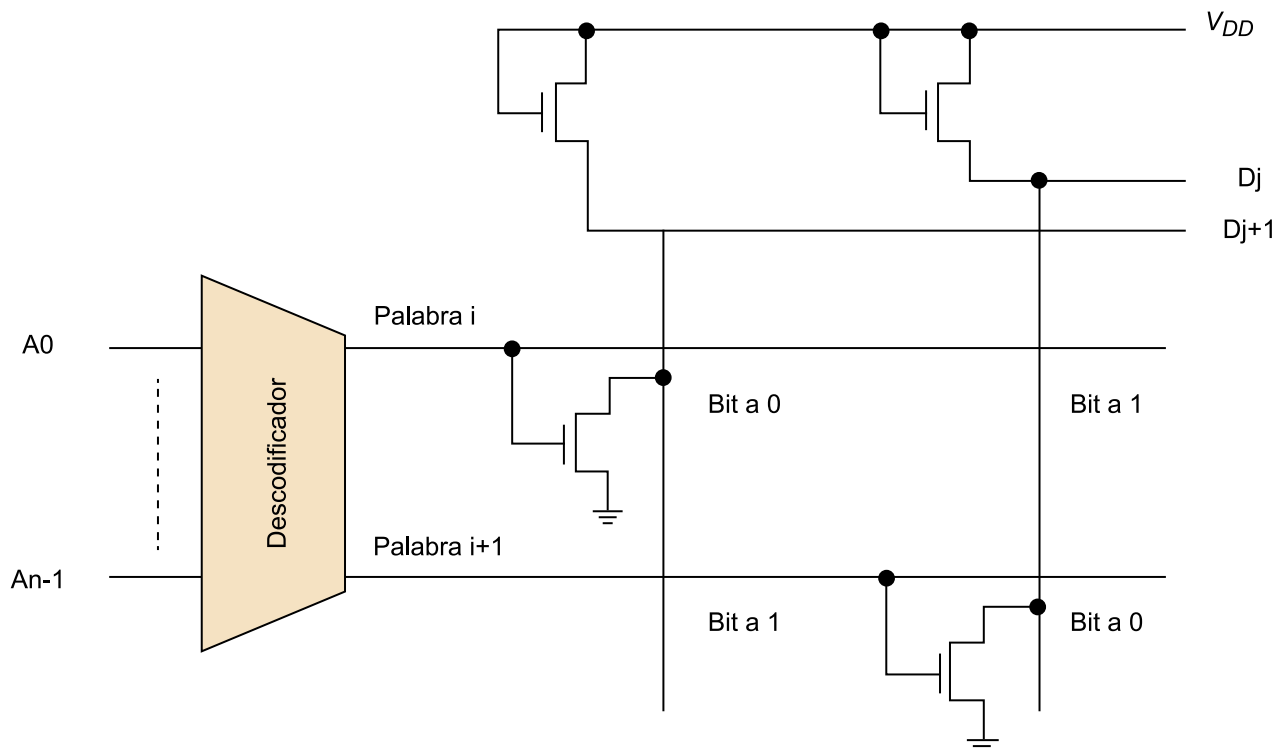 VDD
Dj
Dj+1
Palabra i
A0
Bit a 0
Bit a 1
Descodificador
Palabra i+1
An-1
Bit a 1
Bit a 0